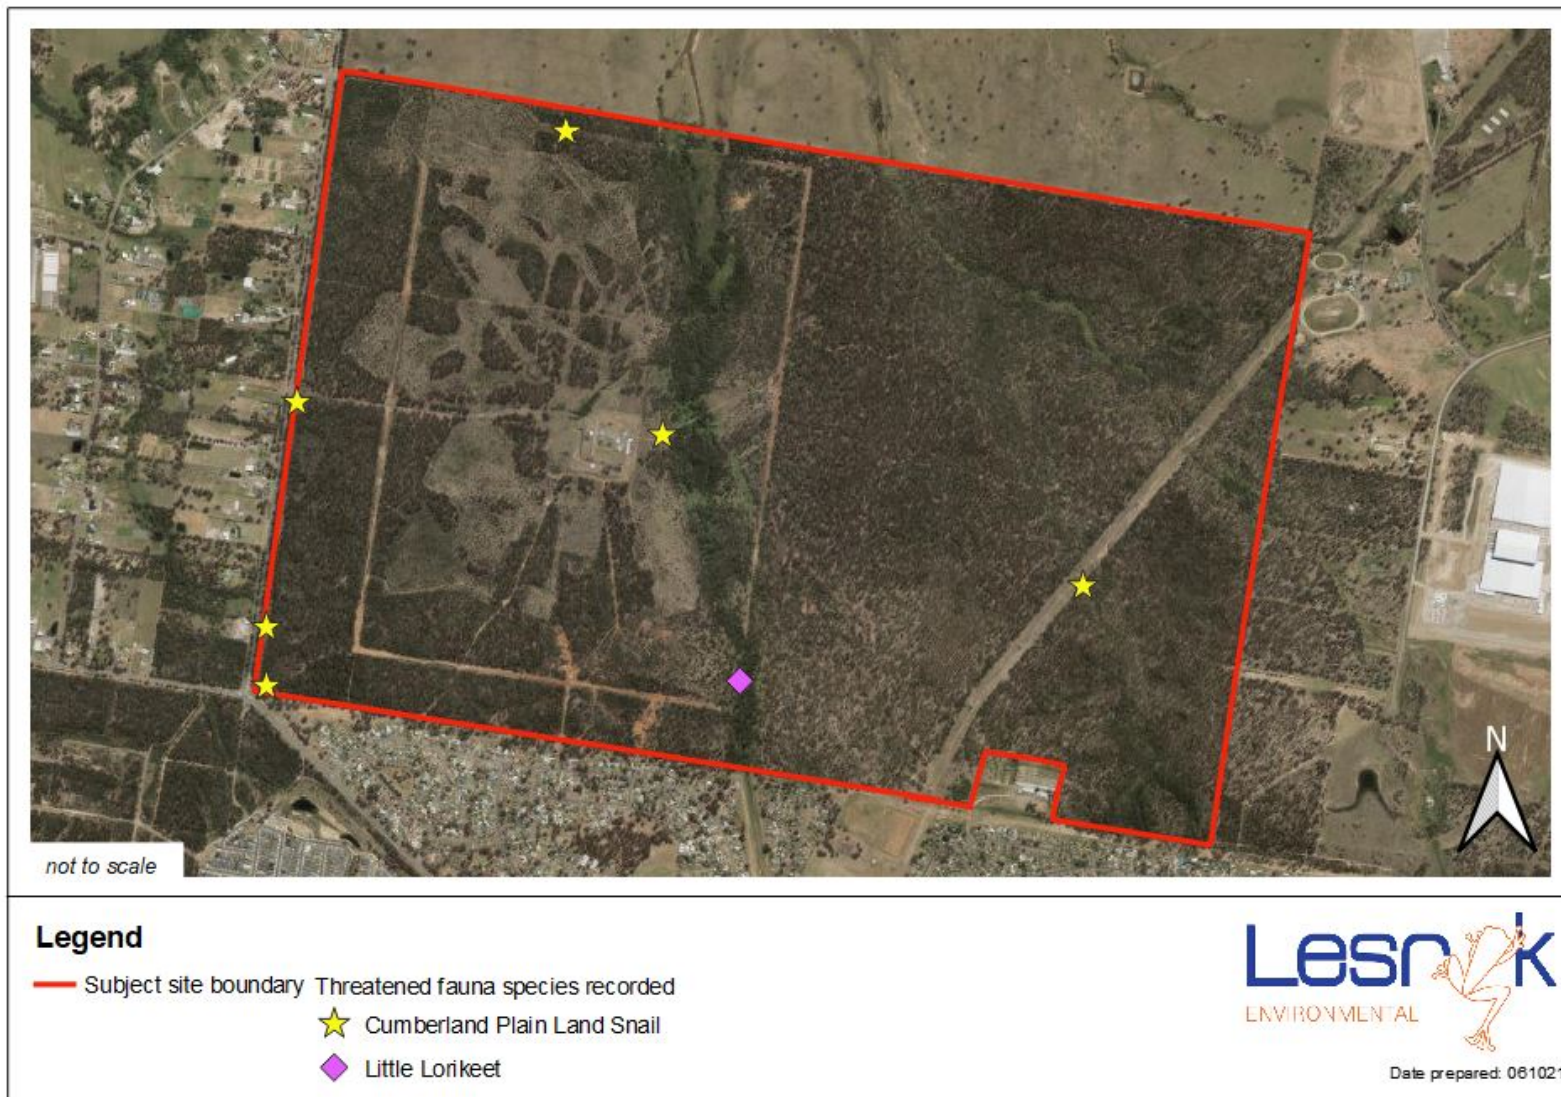 N
not to scale
Legend
Subject site boundary
Threatened fauna species recorded
Cumberland Plain Land Snail
Little Lorikeet
Lesryk
ENVIRONMENTAL
Date prepared: 061021